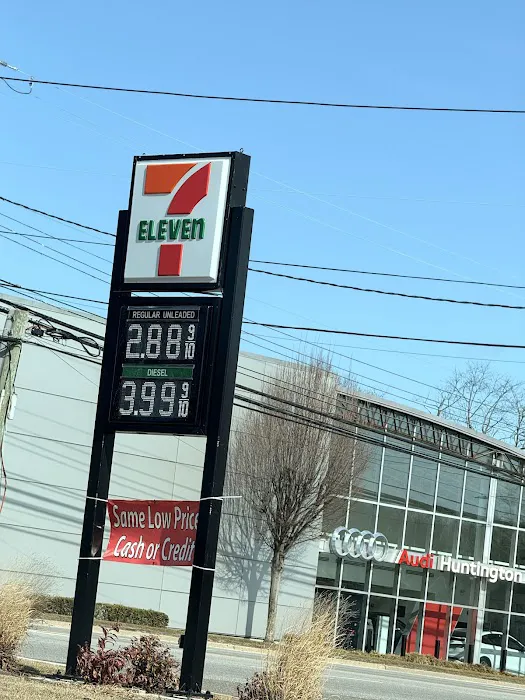 7
ELEVEN
REGULAR UNLEADED
2.88 9/10
DIESEL
3.99 9/10
Same Low Price
Cash or Credit
Audi Huntington